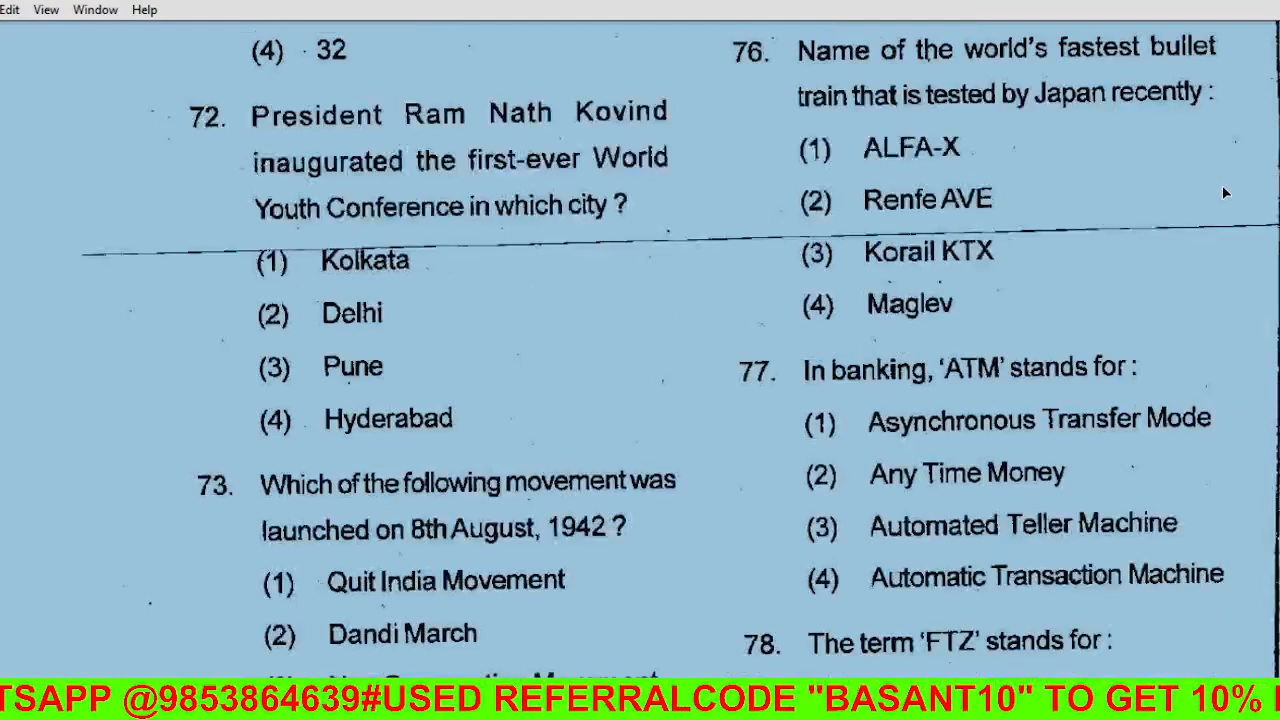 Edit View Window Help
(4) 32
72. President Ram Nath Kovind
inaugurated the first-ever World
Youth Conference in which city ?
(1) Kolkata
(2) Delhi
(3) Pune
(4) Hyderabad
73. Which of the following movement was
launched on 8th August, 1942 ?
(1) Quit India Movement
(2) Dandi March
76. Name of the world's fastest bullet
train that is tested by Japan recently :
(1) ALFA-X
(2) Renfe AVE
(3) Korail KTX
(4) Maglev
77. In banking, 'ATM' stands for :
(1) Asynchronous Transfer Mode
(2) Any Time Money
(3) Automated Teller Machine
(4) Automatic Transaction Machine
78. The term 'FTZ' stands for :
TSAPP @9853864639#USED REFERRALCODE "BASANT10" TO GET 10%